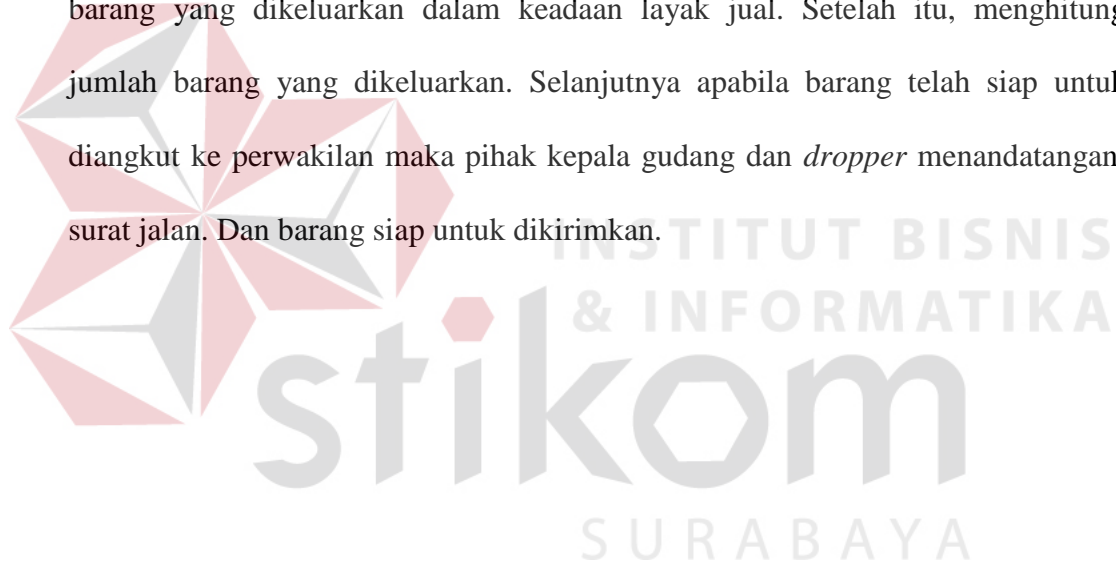 barang yang dikeluarkan dalam keadaan layak jual. Setelah itu, menghitung
jumlah barang yang dikeluarkan. Selanjutnya apabila barang telah siap untuk
diangkut ke perwakilan maka pihak kepala gudang dan dropper menandatangan
surat jalan. Dan barang siap untuk dikirimkan.
INSTITUT BISNIS
& INFORMATIKA
stikom
SURABAYA